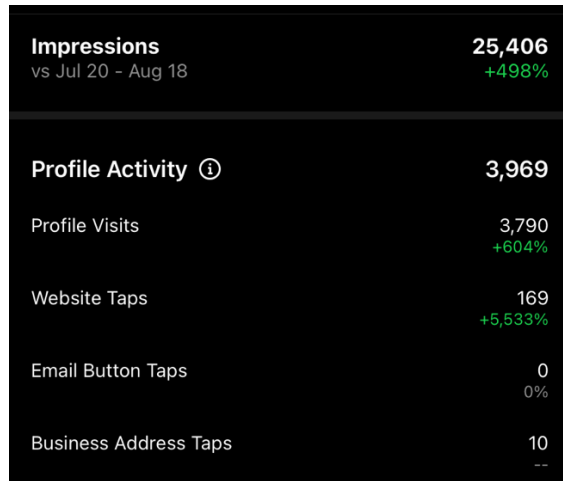 Impressions
25,406
vs Jul 20 - Aug 18
+498%
Profile Activity
3,969
Profile Visits
3,790
+604%
Website Taps
169
+5,533%
Email Button Taps
0
0%
Business Address Taps
10
--